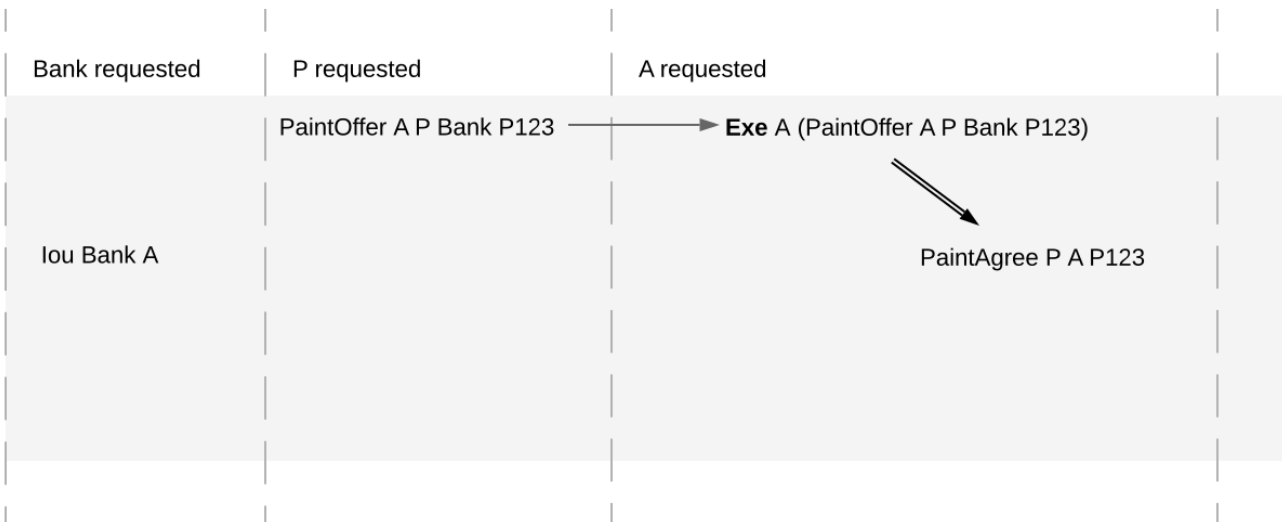 Bank requested
P requested
A requested
PaintOffer A P Bank P123
Exe A (PaintOffer A P Bank P123)
Iou Bank A
PaintAgree P A P123